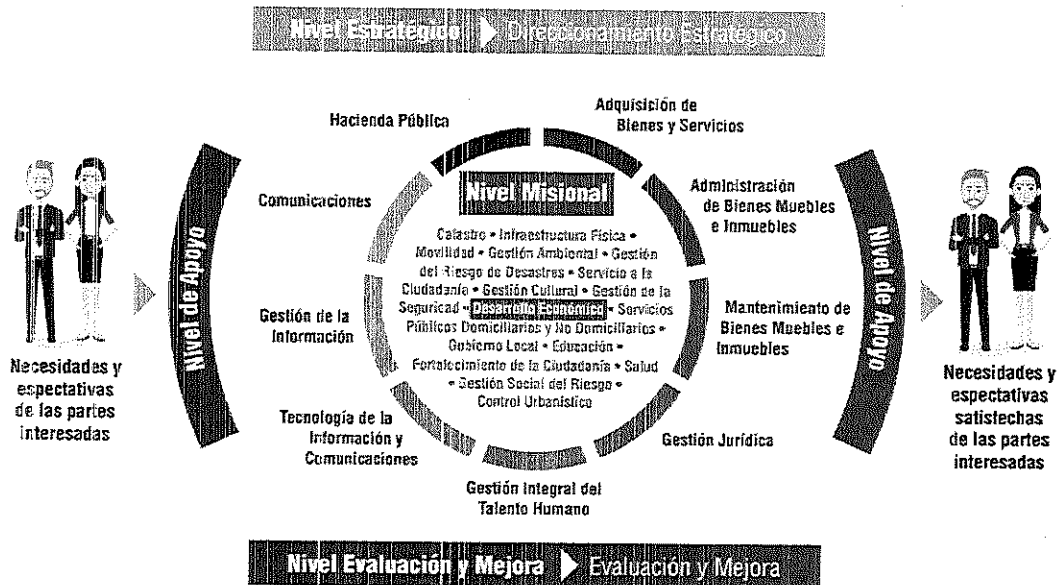 Nivel Estratégico Direccionamiento Estratégico
Hacienda Pública
Adquisición de
Bienes y Servicios
Comunicaciones
Administración
de Bienes Muebles
e Inmuebles
Gestión de la
Información
Mantenimiento de
Bienes Muebles e
Inmuebles
Tecnología de la
Información y
Comunicaciones
Gestión Jurídica
Gestión Integral del
Talento Humano
Nivel Misional
Catastro • Infraestructura Física •
Movilidad • Gestión Ambiental • Gestión
del Riesgo de Desastres • Servicio a la
Ciudadanía • Gestión Cultural • Gestión de la
Seguridad • Desarrollo Económico • Servicios
Públicos Domiciliarios y No Domiciliarios •
Gobierno Local • Educación •
Fortalecimiento de la Ciudadanía • Salud
• Gestión Social del Riesgo •
Control Urbanístico
Nivel de Apoyo
Nivel de Apoyo
Necesidades y
espectativas
de las partes
interesadas
Necesidades y
espectativas
satisfechas
de las partes
interesadas
Nivel Evaluación y Mejora Evaluación y Mejora